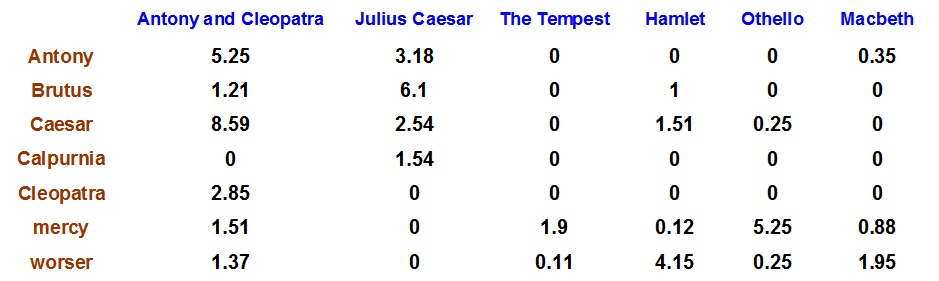 Antony and Cleopatra Julius Caesar The Tempest Hamlet Othello Macbeth
Antony 5.25 3.18 0 0 0 0.35
Brutus 1.21 6.1 0 1 0 0
Caesar 8.59 2.54 0 1.51 0.25 0
Calpurnia 0 1.54 0 0 0 0
Cleopatra 2.85 0 0 0 0 0
mercy 1.51 0 1.9 0.12 5.25 0.88
worser 1.37 0 0.11 4.15 0.25 1.95